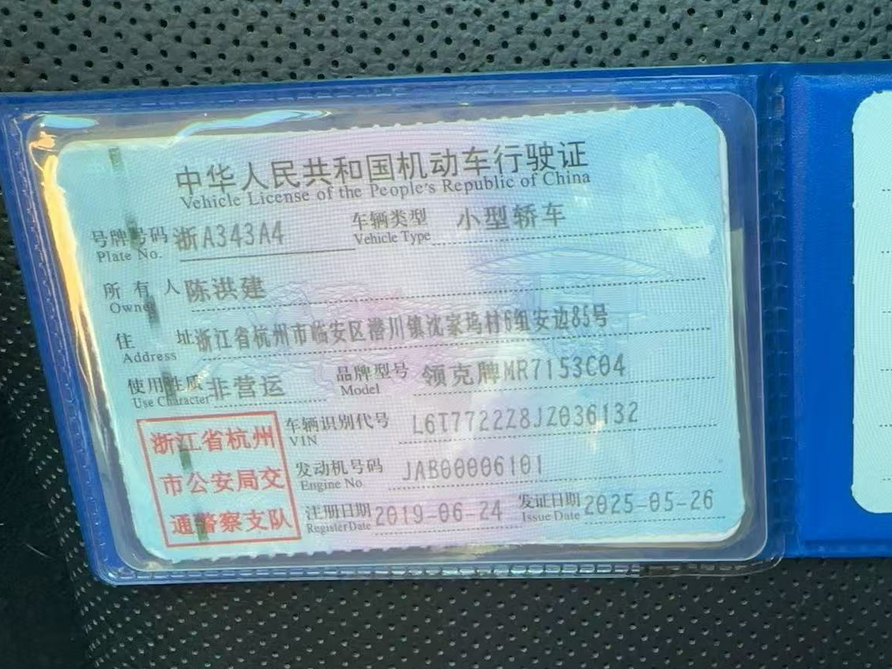 中华人民共和国机动车行驶证
Vehicle License of the People's Republic of China
号牌号码 浙A343A4 车辆类型 小型轿车
Plate No. Vehicle Type
所有人 陈洪建
Owner
住址 浙江省杭州市临安区潜川镇沈家坞村6组安边85号
Address
使用性质 非营运 品牌型号 领克牌MR7153C04
Use Character Model
浙江省杭州
市公安局交
通警察支队
车辆识别代号 L6T7722Z8JZ036132
VIN
发动机号码 JAB00006101
Engine No.
注册日期 2019-06-24 发证日期 2025-05-26
Register Date Issue Date